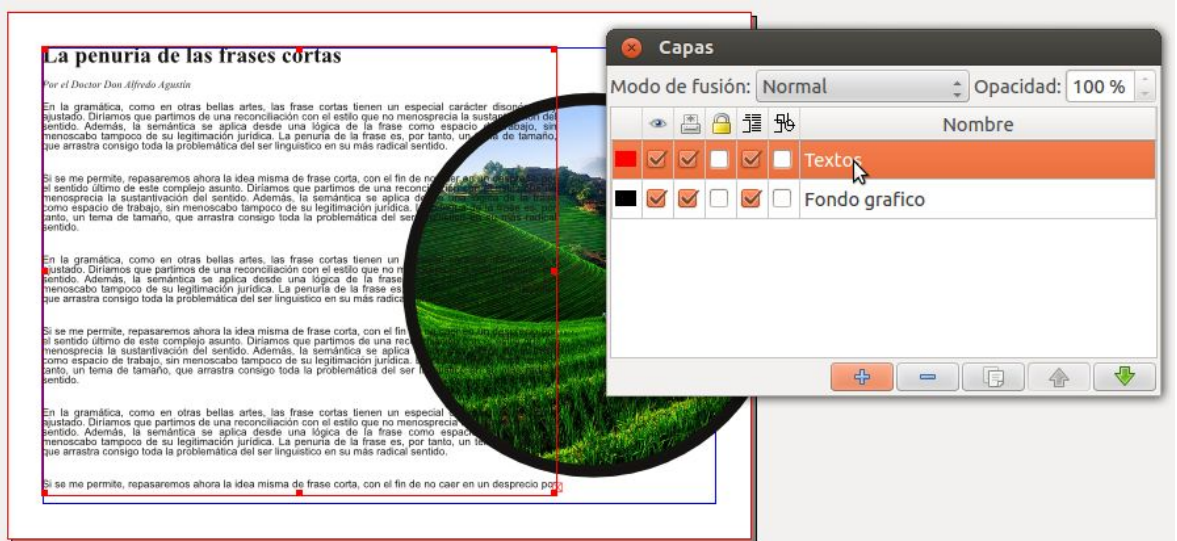 La penuria de las frases cortas
Por el Doctor Don Alfredo Agustín
En la gramática, como en otras bellas artes, las frase cortas tienen un especial carácter
ajustado. Diríamos que partimos de una reconciliación con el estilo que no menosprecia la
sentido. Además, la semántica se aplica desde una lógica de la frase como espacio sin
menoscabo tampoco de su legitimación jurídica. La penuria de la frase es, por tanto, un de tamaño,
que arrastra consigo toda la problemática del ser linguistico en su más radical sentido.
Si se me permite, repasaremos ahora la idea misma de frase corta, con el fin de
el sentido último de este complejo asunto. Diríamos que partimos de una
menosprecia la sustantivación del sentido. Además, la semántica se aplica
como espacio de trabajo, sin menoscabo tampoco de su legitimación jurídica.
tanto, un tema de tamaño, que arrastra consigo toda la problemática del ser
sentido.
En la gramática, como en otras bellas artes, las frase cortas tienen un
ajustado. Diríamos que partimos de una reconciliación con el estilo que no
sentido. Además, la semántica se aplica desde una lógica de la frase
menoscabo tampoco de su legitimación jurídica. La penuria de la frase es,
que arrastra consigo toda la problemática del ser linguistico en su más
Si se me permite, repasaremos ahora la idea misma de frase corta, con el fin
el sentido último de este complejo asunto. Diríamos que partimos de una
menosprecia la sustantivación del sentido. Además, la semántica se aplica
como espacio de trabajo, sin menoscabo tampoco de su legitimación jurídica.
tanto, un tema de tamaño, que arrastra consigo toda la problemática del ser
sentido.
En la gramática, como en otras bellas artes, las frase cortas tienen un especial
ajustado. Diríamos que partimos de una reconciliación con el estilo que no menosprecia
sentido. Además, la semántica se aplica desde una lógica de la frase como
menoscabo tampoco de su legitimación jurídica. La penuria de la frase es, por tanto, un
que arrastra consigo toda la problemática del ser linguistico en su más radical sentido.
Si se me permite, repasaremos ahora la idea misma de frase corta, con el fin de no caer en un desprecio por
Capas
Modo de fusión: Normal Opacidad: 100 %
Nombre
Textos
Fondo grafico